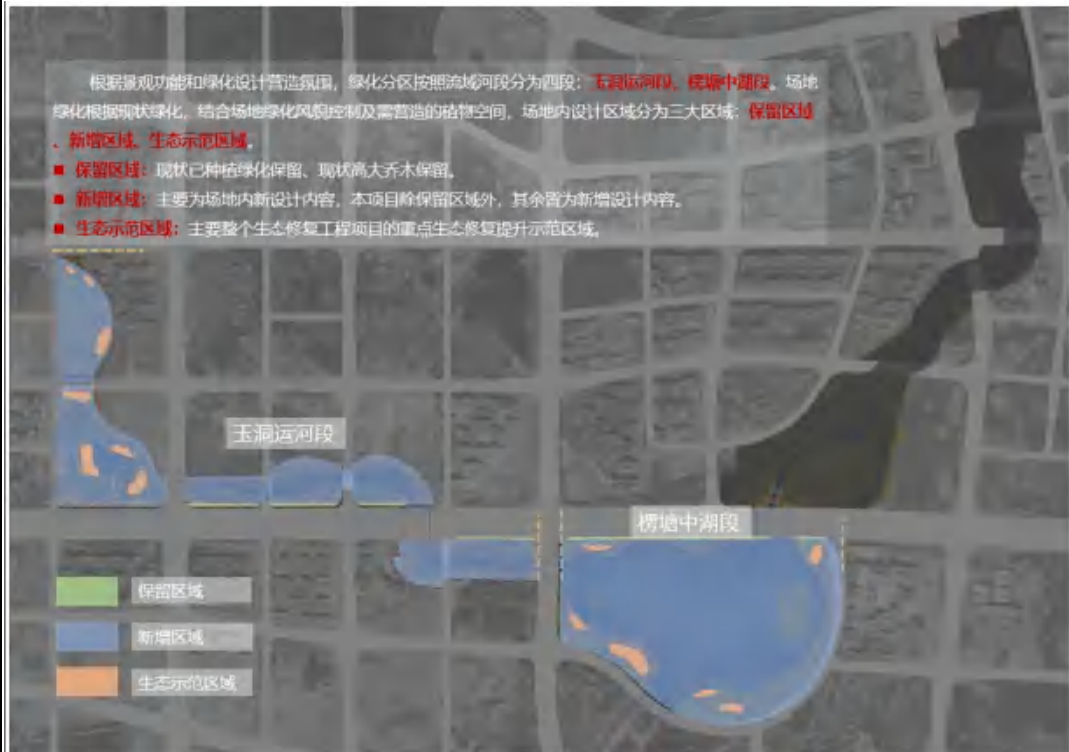 根据景观功能和绿化设计营造氛围，绿化分区按照流域河段分为四段：玉洞运河段、楞塘中湖段。场地
绿化根据现状绿化，结合场地绿化风貌控制及需营造的植物空间，场地内设计区域分为三大区域：保留区域
、新增区域、生态示范区域。
■ 保留区域：现状已种植绿化保留、现状高大乔木保留。
■ 新增区域：主要为场地内新设计内容，本项目除保留区域外，其余皆为新增设计内容。
■ 生态示范区域：主要整个生态修复工程项目的重点生态修复提升示范区域。
玉洞运河段
楞塘中湖段
保留区域
新增区域
生态示范区域